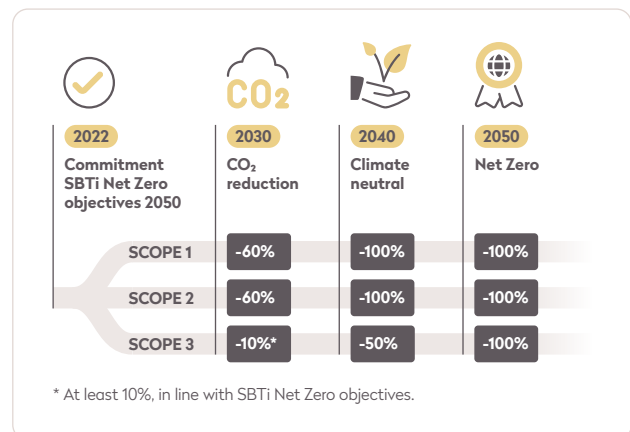 CO2
2022
Commitment
SBTi Net Zero
objectives 2050
2030
CO₂
reduction
2040
Climate
neutral
2050
Net Zero
SCOPE 1 -60% -100% -100%
SCOPE 2 -60% -100% -100%
SCOPE 3 -10%* -50% -100%
* At least 10%, in line with SBTi Net Zero objectives.